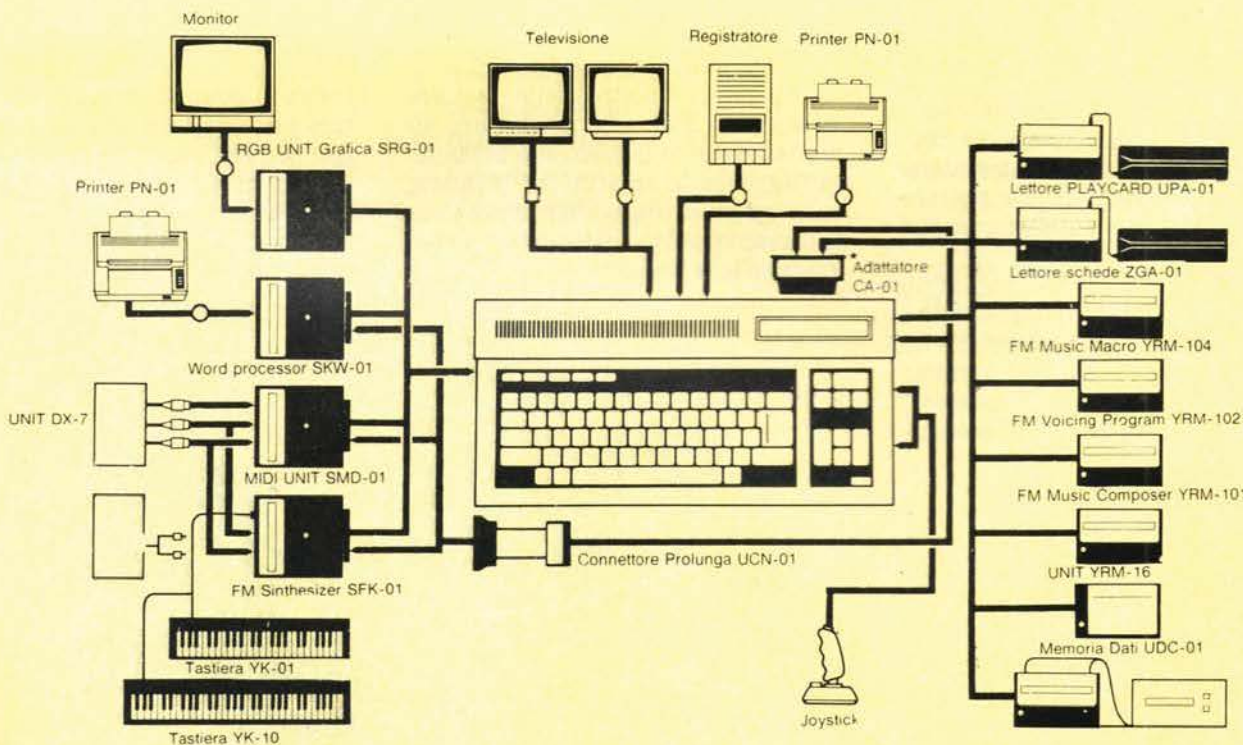 Monitor
Televisione
Registratore
Printer PN-01
RGB UNIT Grafica SRG-01
Printer PN-01
Lettore PLAYCARD UPA-01
*Adattatore
CA-01
Lettore schede ZGA-01
FM Music Macro YRM-104
Word processor SKW-01
UNIT DX-7
FM Voicing Program YRM-102
MIDI UNIT SMD-01
FM Music Composer YRM-101
Connettore Prolunga UCN-01
UNIT YRM-16
FM Sinthesizer SFK-01
Memoria Dati UDC-01
Tastiera YK-01
Joystick
Tastiera YK-10